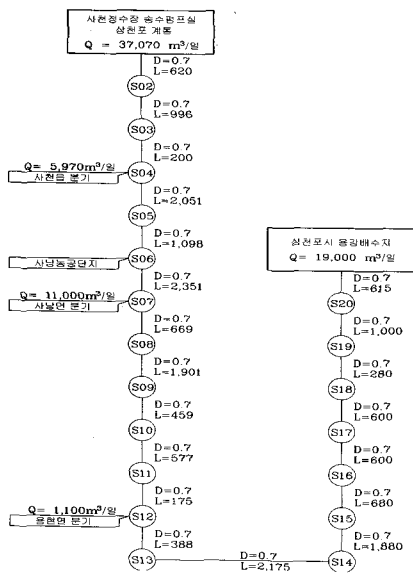 사천정수장 송수펌프실
삼천포 계통
Q = 37,070 m³/일
D=0.7
L=620
S02
D=0.7
L=996
S03
D=0.7
L=200
Q= 5,970m³/일
사천읍 분기
S04
D=0.7
L=2,051
S05
D=0.7
L=1,098
사남농공단지
S06
D=0.7
L=2,351
Q= 11,000m³/일
사남면 분기
S07
D=0.7
L=669
S08
D=0.7
L=1,901
S09
D=0.7
L=459
S10
D=0.7
L=577
S11
D=0.7
L=175
Q= 1,100m³/일
용현면 분기
S12
D=0.7
L=388
S13
D=0.7
L=2,175
삼천포시 용강배수지
Q= 19,000 m³/일
D=0.7
L=615
S20
D=0.7
L=1,000
S19
D=0.7
L=280
S18
D=0.7
L=600
S17
D=0.7
L=600
S16
D=0.7
L=680
S15
D=0.7
L=1,880
S14